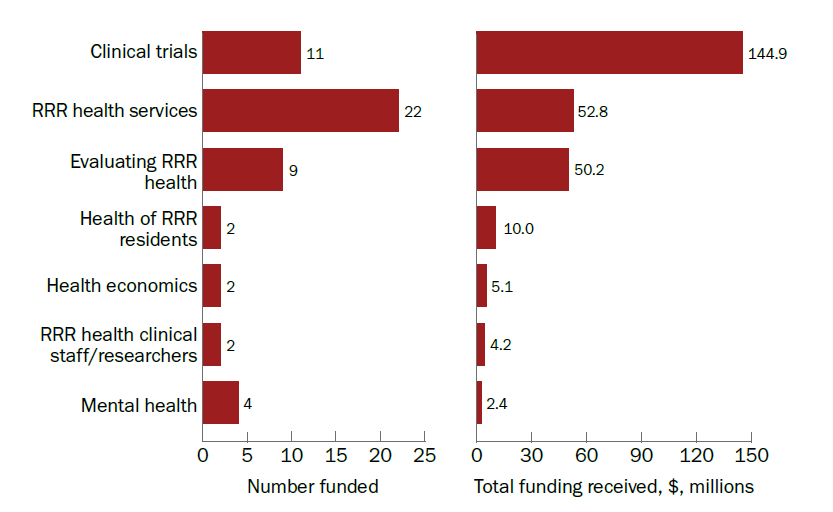 Clinical trials
11
144.9
RRR health services
22
52.8
Evaluating RRR
health
9
50.2
Health of RRR
residents
2
10.0
Health economics
2
5.1
RRR health clinical
staff/researchers
2
4.2
Mental health
4
2.4
0 5 10 15 20 25
0 30 60 90 120 150
Number funded
Total funding received, $, millions